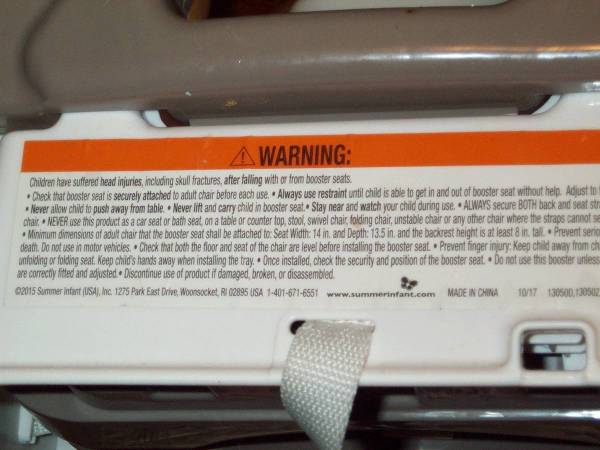 WARNING:
Children have suffered head injuries, including skull fractures, after falling with or from booster seats.
• Check that booster seat is securely attached to adult chair before each use. • Always use restraint until child is able to get in and out of booster seat without help. Adjust to
• Never allow child to push away from table. • Never lift and carry child in booster seat. • Stay near and watch your child during use. • ALWAYS secure BOTH back and seat
chair. • NEVER use this product as a car seat or bath seat, on a table or counter top, stool, swivel chair, folding chair, unstable chair or any other chair where the straps cannot
• Minimum dimensions of adult chair that the booster seat shall be attached to: Seat Width: 14 in. and Depth: 13.5 in. and the backrest height is at least 8 in. tall. • Prevent
death. Do not use in motor vehicles. • Check that both the floor and seat of the chair are level before installing the booster seat. • Prevent finger injury: Keep child away from
unfolding or folding seat. Keep child's hands away when installing the tray. • Once installed, check the security and position of the booster seat. • Do not use this booster unless
are correctly fitted and adjusted. • Discontinue use of product if damaged, broken, or disassembled.
©2015 Summer Infant (USA), Inc. 1275 Park East Drive, Woonsocket, RI 02895 USA 1-401-671-6551 www.summerinfant.com MADE IN CHINA 10/17 13050D, 13050Z